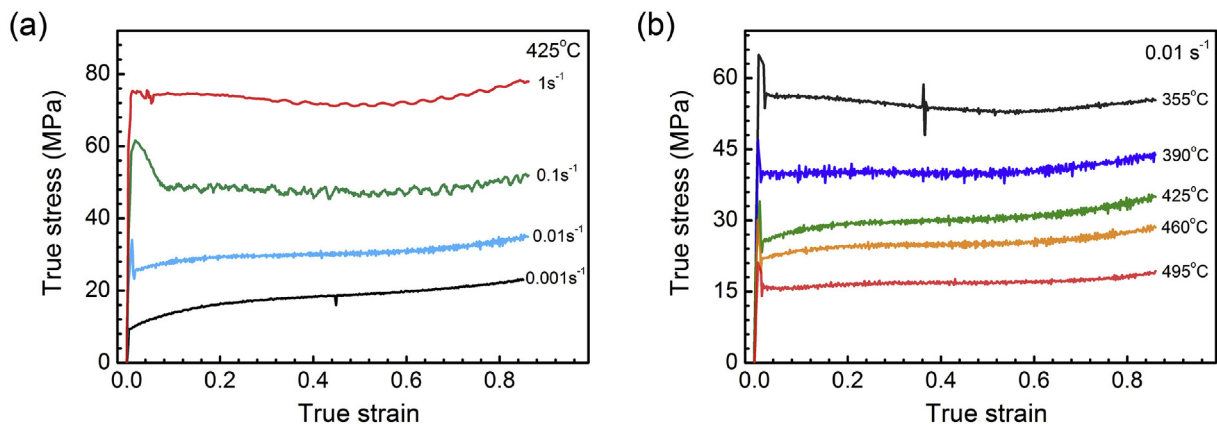 (a)
425°C
1s⁻¹
0.1s⁻¹
0.01s⁻¹
0.001s⁻¹
80
60
40
20
0
0.0 0.2 0.4 0.6 0.8
True strain
True stress (MPa)
(b)
0.01 s⁻¹
355°C
390°C
425°C
460°C
495°C
60
45
30
15
0
0.0 0.2 0.4 0.6 0.8
True strain
True stress (MPa)